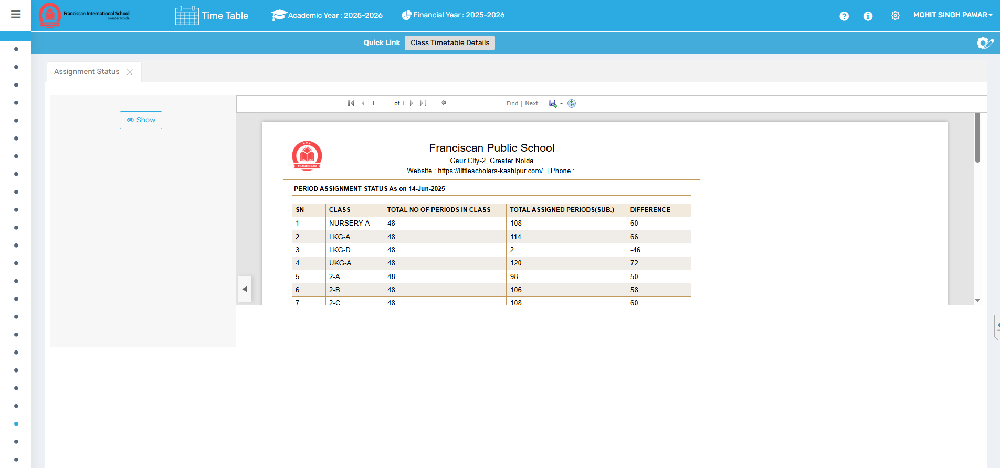 Franciscan International School
Greater Noida
Time Table
Academic Year : 2025-2026
Financial Year : 2025-2026
MOHIT SINGH PAWAR
Quick Link
Class Timetable Details
Assignment Status
Show
1 of 1
Find | Next
FRANCISCAN
Franciscan Public School
Gaur City-2, Greater Noida
Website : https://littlescholars-kashipur.com/ | Phone :
PERIOD ASSIGNMENT STATUS As on 14-Jun-2025
SN CLASS TOTAL NO OF PERIODS IN CLASS TOTAL ASSIGNED PERIODS(SUB.) DIFFERENCE
1 NURSERY-A 48 108 60
2 LKG-A 48 114 66
3 LKG-D 48 2 -46
4 UKG-A 48 120 72
5 2-A 48 98 50
6 2-B 48 106 58
7 2-C 48 108 60